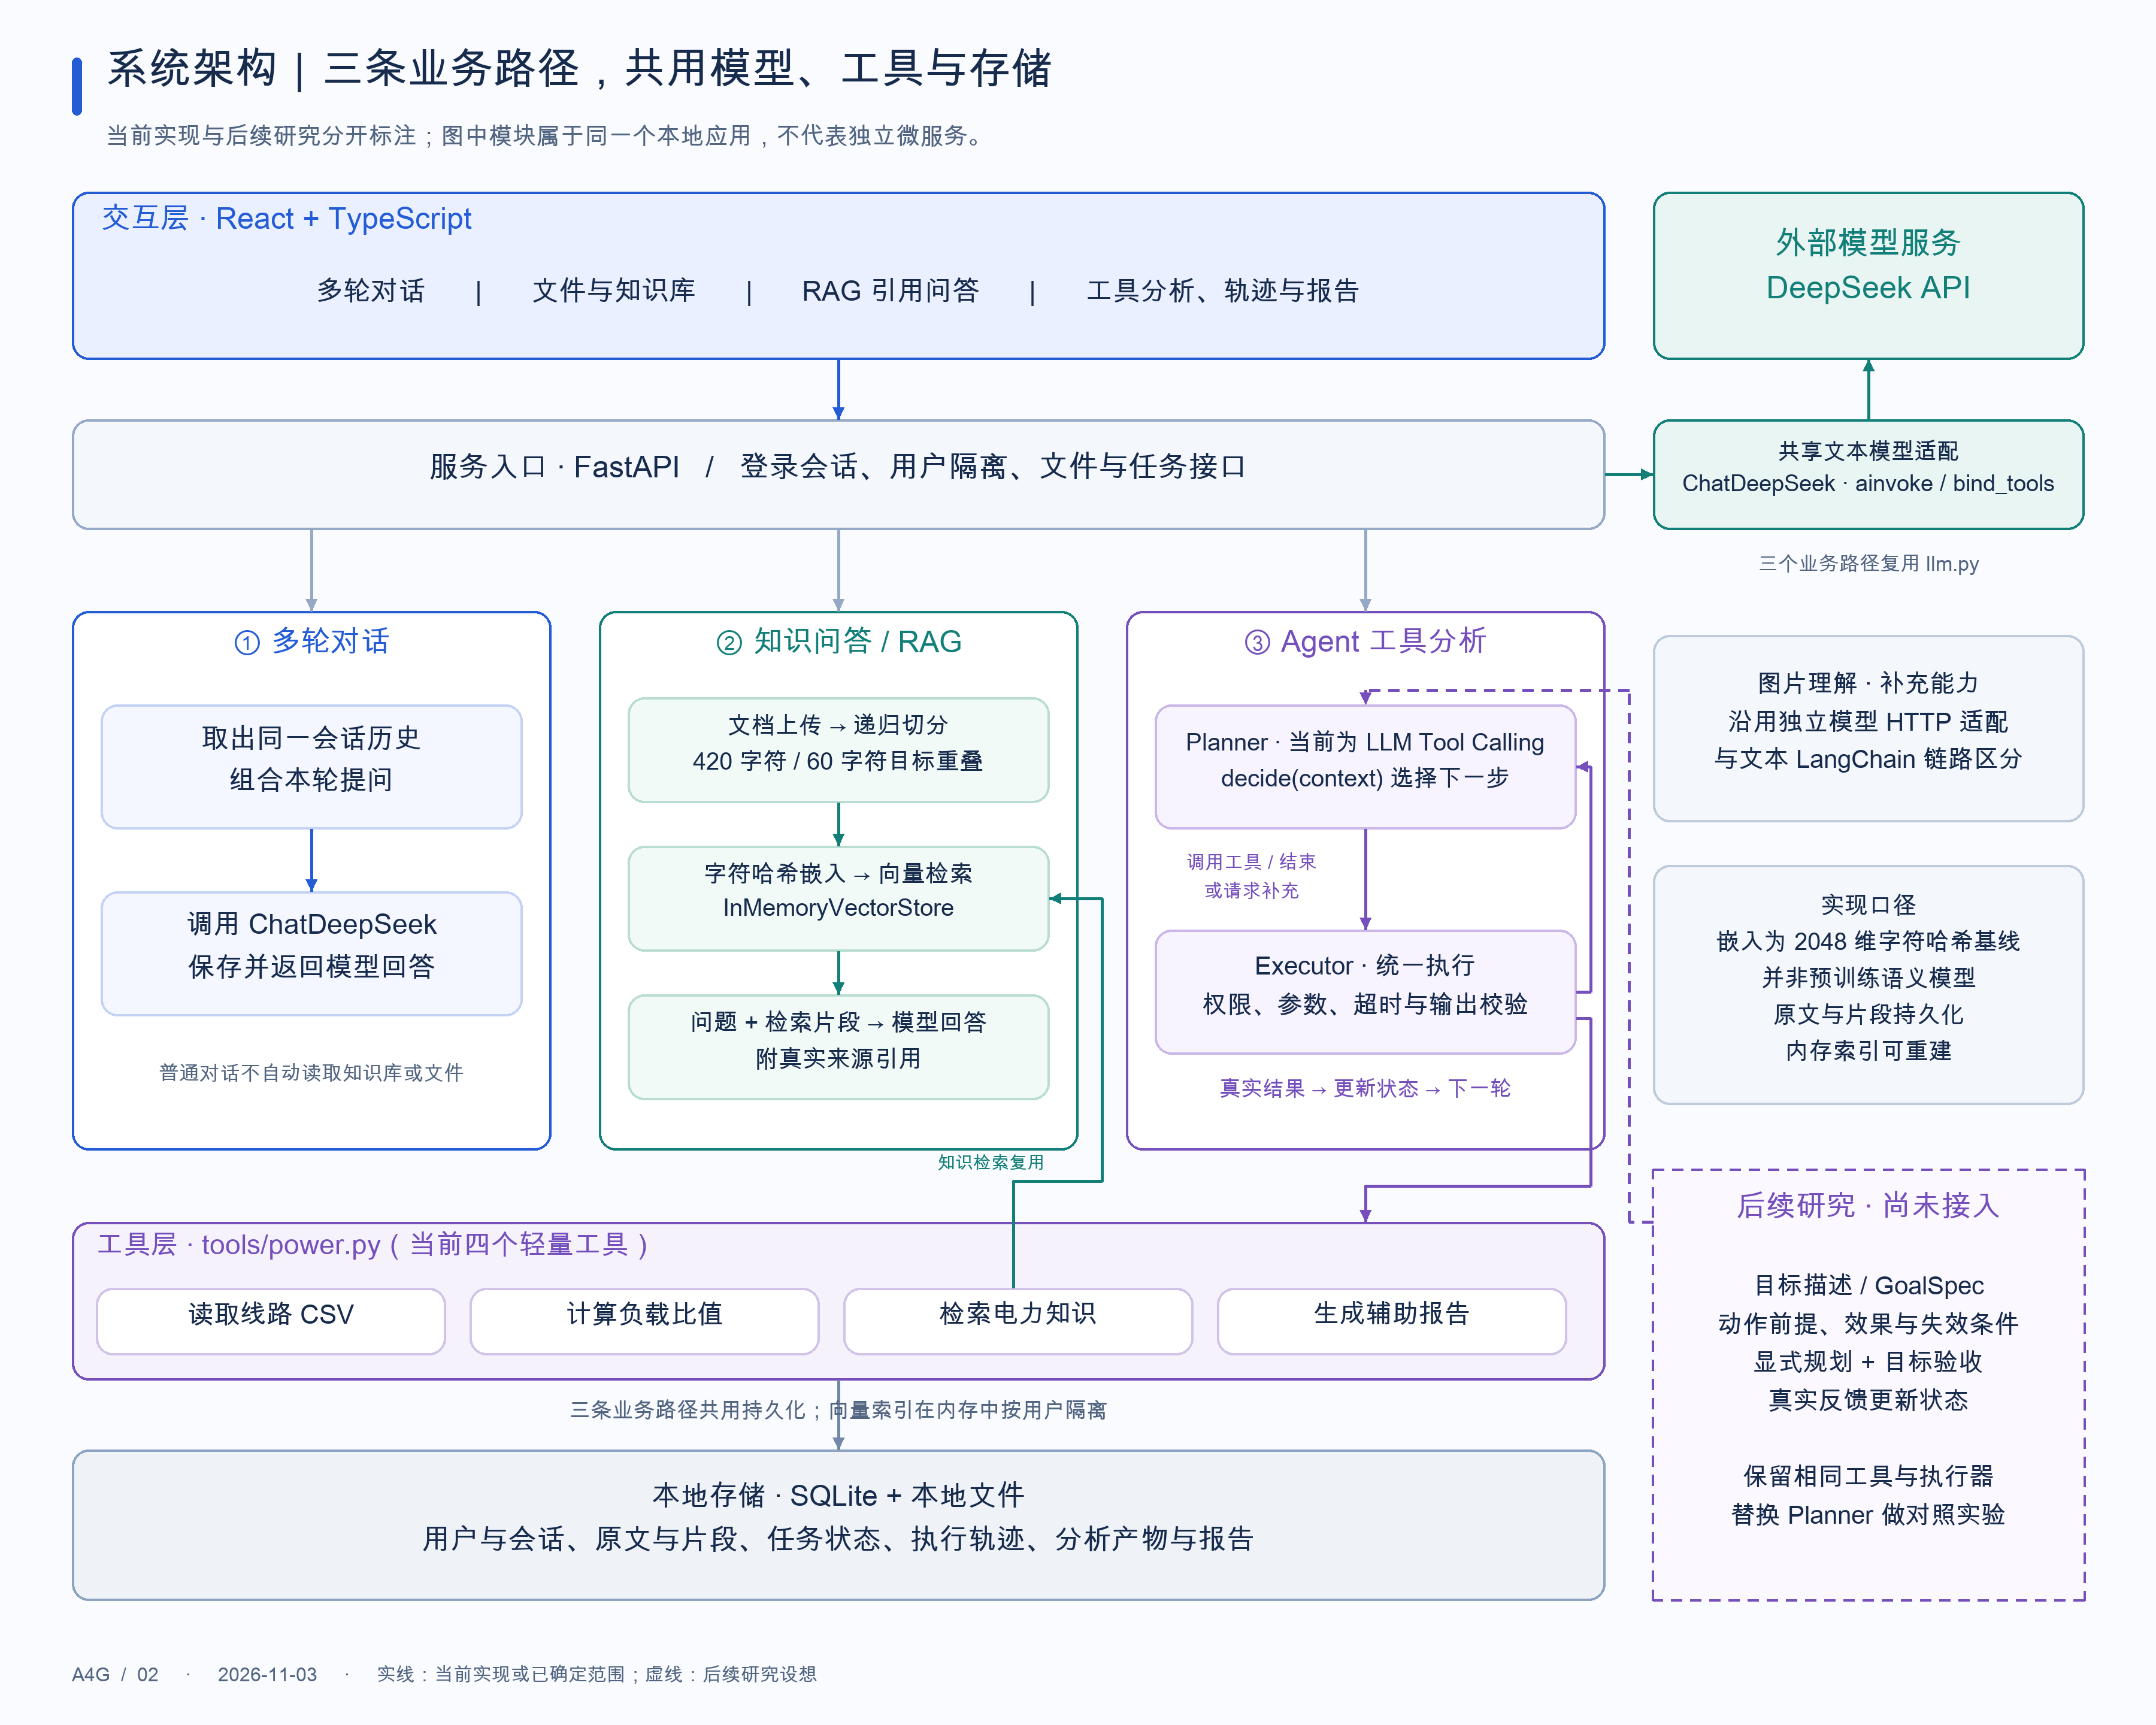 系统架构 | 三条业务路径，共用模型、工具与存储
当前实现与后续研究分开标注；图中模块属于同一个本地应用，不代表独立微服务。
交互层 · React + TypeScript
多轮对话 | 文件与知识库 | RAG 引用问答 | 工具分析、轨迹与报告
外部模型服务
DeepSeek API
服务入口 · FastAPI / 登录会话、用户隔离、文件与任务接口
共享文本模型适配
ChatDeepSeek · ainvoke / bind_tools
三个业务路径复用 llm.py
① 多轮对话
取出同一会话历史
组合本轮提问
调用 ChatDeepSeek
保存并返回模型回答
普通对话不自动读取知识库或文件
② 知识问答 / RAG
文档上传 → 递归切分
420 字符 / 60 字符目标重叠
字符哈希嵌入 → 向量检索
InMemoryVectorStore
问题 + 检索片段 → 模型回答
附真实来源引用
知识检索复用
③ Agent 工具分析
Planner · 当前为 LLM Tool Calling
decide(context) 选择下一步
调用工具 / 结束
或请求补充
Executor · 统一执行
权限、参数、超时与输出校验
真实结果 → 更新状态 → 下一轮
图片理解 · 补充能力
沿用独立模型 HTTP 适配
与文本 LangChain 链路区分
实现口径
嵌入为 2048 维字符哈希基线
并非预训练语义模型
原文与片段持久化
内存索引可重建
工具层 · tools/power.py（当前四个轻量工具）
读取线路 CSV
计算负载比值
检索电力知识
生成辅助报告
三条业务路径共用持久化；向量索引在内存中按用户隔离
本地存储 · SQLite + 本地文件
用户与会话、原文与片段、任务状态、执行轨迹、分析产物与报告
后续研究 · 尚未接入
目标描述 / GoalSpec
动作前提、效果与失效条件
显式规划 + 目标验收
真实反馈更新状态
保留相同工具与执行器
替换 Planner 做对照实验
A4G / 02 · 2026-11-03 · 实线：当前实现或已确定范围；虚线：后续研究设想